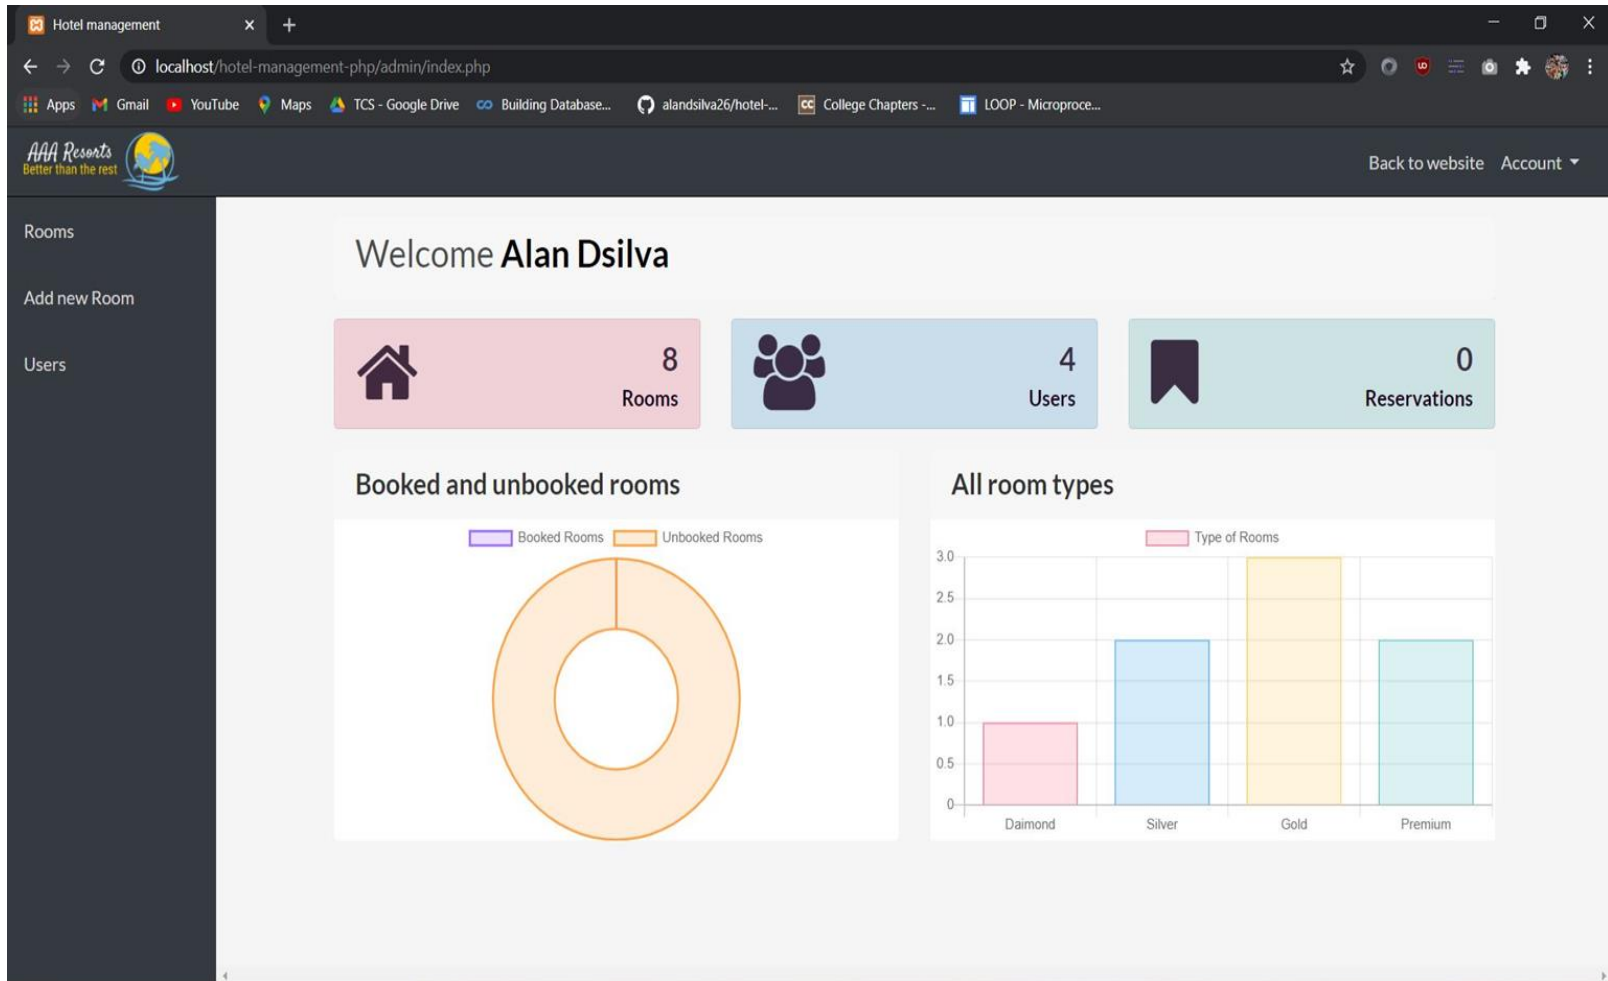 Hotel management
localhost/hotel-management-php/admin/index.php
Apps Gmail YouTube Maps TCS - Google Drive Building Database... alandsilva26/hotel-... College Chapters -... LOOP - Microproce...
AAA Resorts
Better than the rest
Back to website Account
Rooms
Add new Room
Users
Welcome Alan Dsilva
8
Rooms
4
Users
0
Reservations
Booked and unbooked rooms
Booked Rooms Unbooked Rooms
All room types
Type of Rooms
3.0
2.5
2.0
1.5
1.0
0.5
0
Daimond Silver Gold Premium